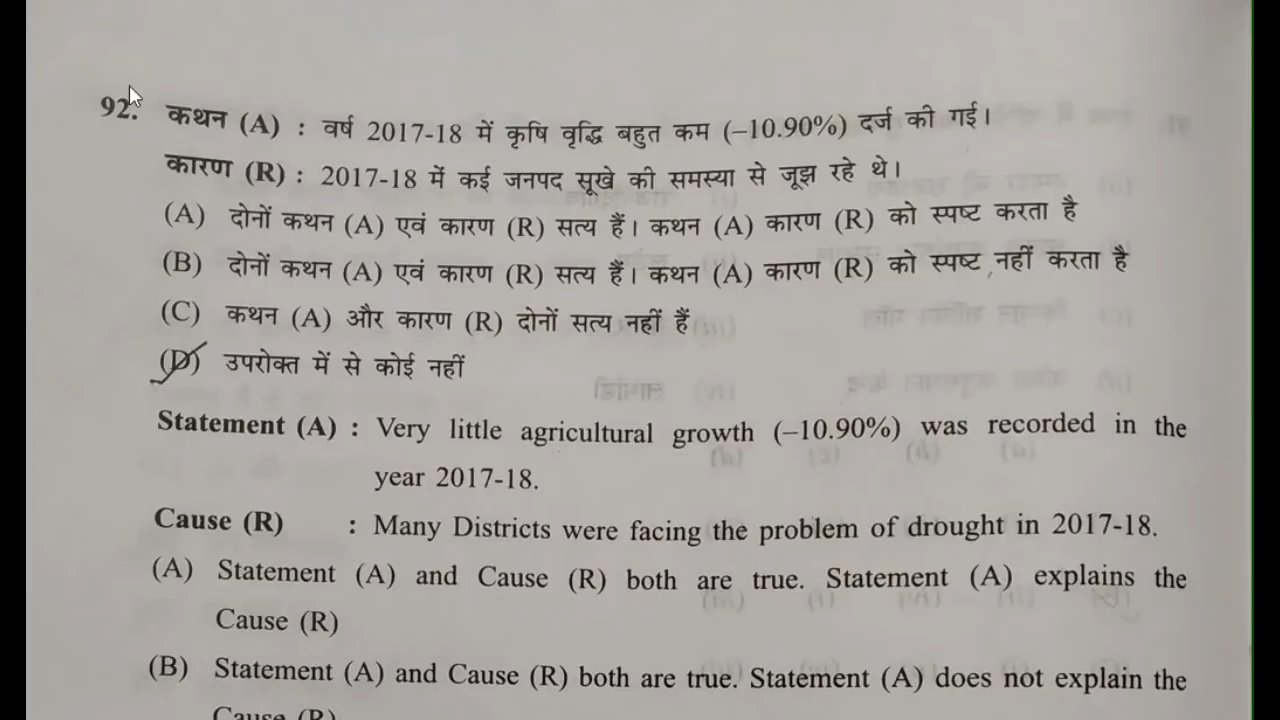 92. कथन (A) : वर्ष 2017-18 में कृषि वृद्धि बहुत कम (–10.90%) दर्ज की गई।
कारण (R) : 2017-18 में कई जनपद सूखे की समस्या से जूझ रहे थे।
(A) दोनों कथन (A) एवं कारण (R) सत्य हैं। कथन (A) कारण (R) को स्पष्ट करता है
(B) दोनों कथन (A) एवं कारण (R) सत्य हैं। कथन (A) कारण (R) को स्पष्ट नहीं करता है
(C) कथन (A) और कारण (R) दोनों सत्य नहीं हैं
(D) उपरोक्त में से कोई नहीं
Statement (A) : Very little agricultural growth (–10.90%) was recorded in the
year 2017-18.
Cause (R) : Many Districts were facing the problem of drought in 2017-18.
(A) Statement (A) and Cause (R) both are true. Statement (A) explains the
Cause (R)
(B) Statement (A) and Cause (R) both are true. Statement (A) does not explain the
Cause (R)